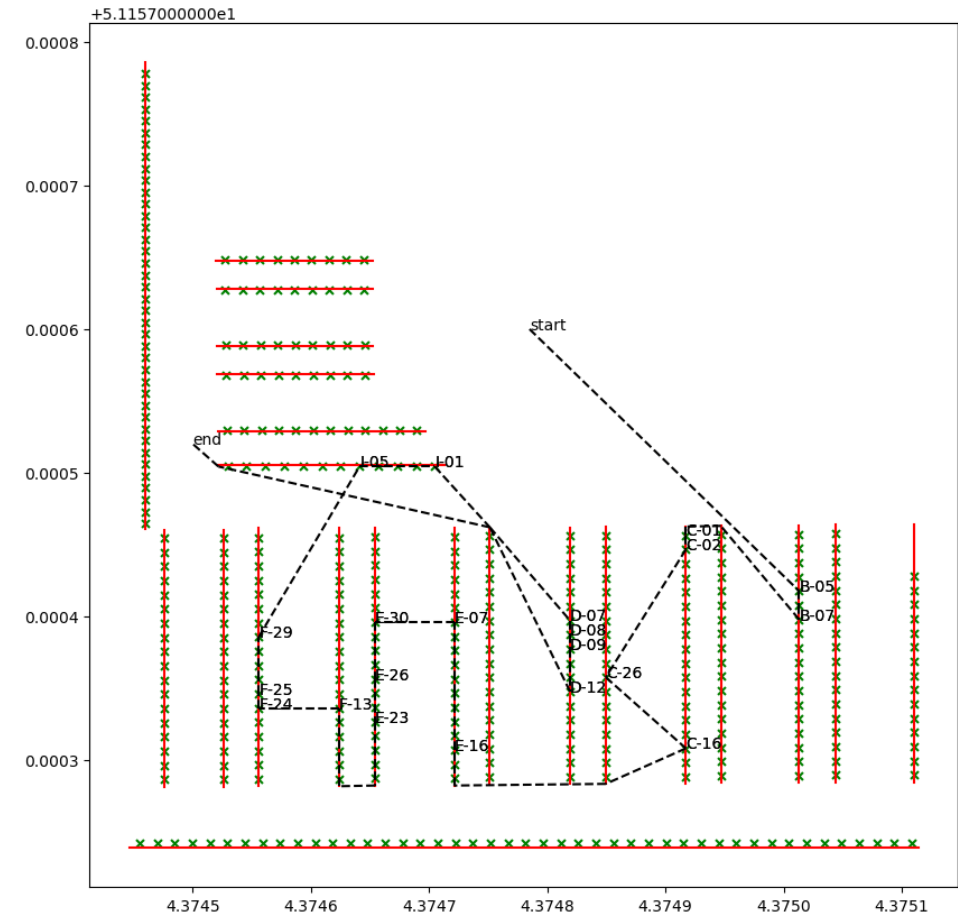 +5.1157000000e1
0.0008
0.0007
0.0006
start
0.0005
end
J-05
J-01
C-01
C-02
B-05
0.0004
F-29
E-30
E-07
D-07
D-08
D-09
B-07
F-25
F-24
F-13
E-26
E-23
D-12
C-26
0.0003
E-16
C-16
4.3745
4.3746
4.3747
4.3748
4.3749
4.3750
4.3751